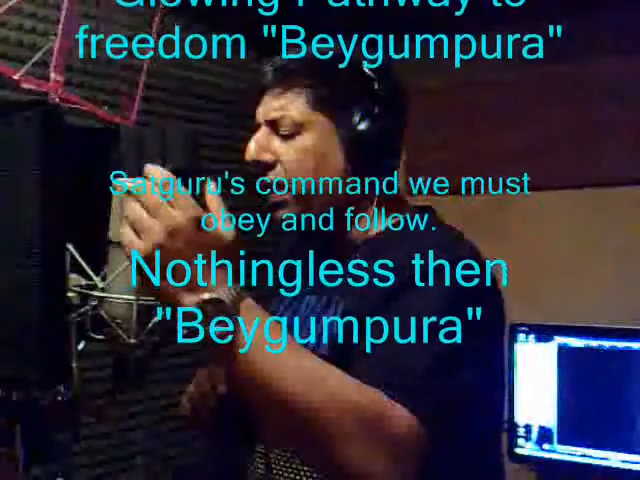 Glowing Pathway to
freedom "Beygumpura"
Satguru's command we must
obey and follow.
Nothingless then
"Beygumpura"